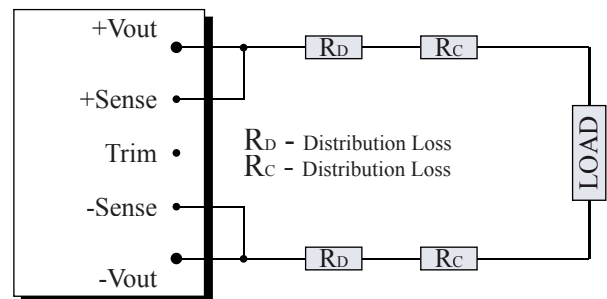 +Vout
RD
RC
+Sense
Trim
RD - Distribution Loss
RC - Distribution Loss
LOAD
-Sense
-Vout
RD
RC